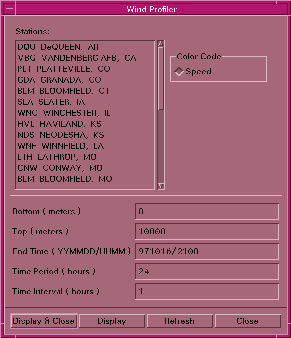 Wind Profiler
Stations:
DQU DeQUEEN, AR
VBG VANDENBERG AFB, CA
PLT PLATTEVILLE, CO
GDA GRANADA, CO
BLM BLOOMFIELD, CT
SLA SLATER, IA
WNC WINCHESTER, IL
HVL HAVILAND, KS
NDS NEODESHA, KS
WNF WINNFIELD, LA
LTH LATHROP, MO
CNW CONWAY, MO
BLM BLOOMFIELD, MO
Color Code
Speed
Bottom ( meters )
0
Top ( meters )
10000
End Time ( YYMMDD/HHMM )
971016/2100
Time Period ( hours )
24
Time Interval ( hours )
1
Display & Close
Display
Refresh
Close